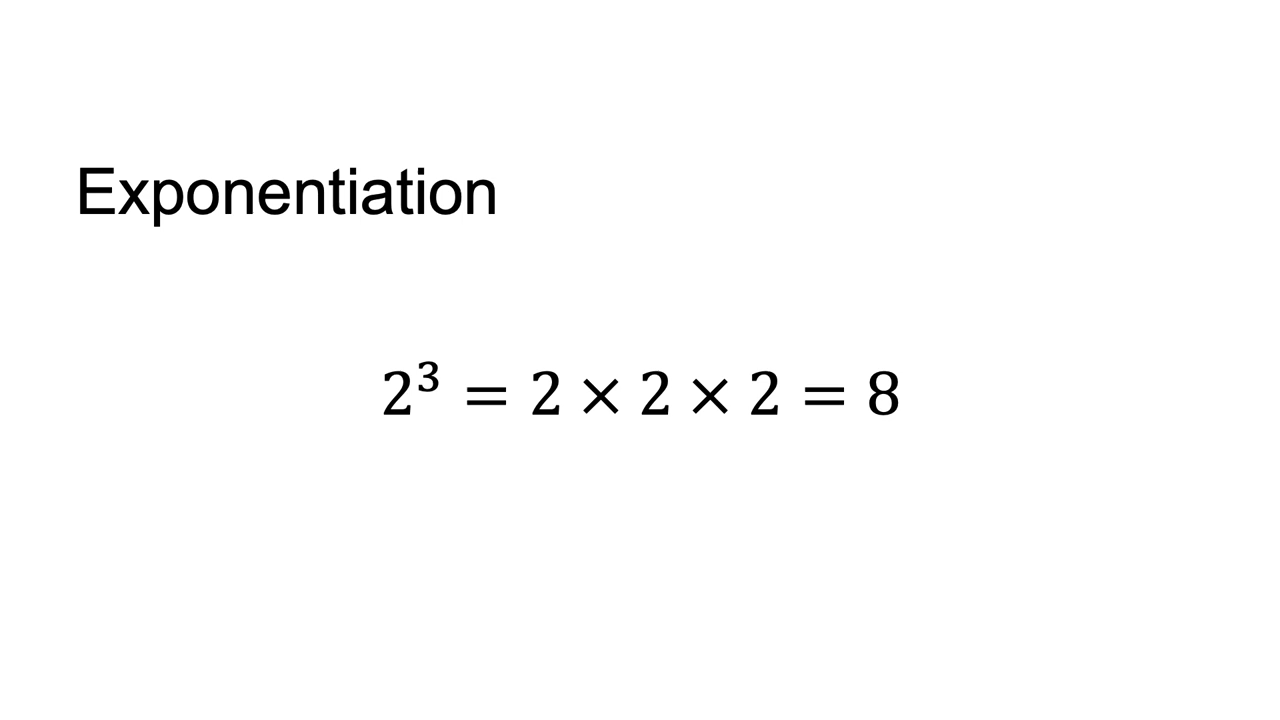 Exponentiation
2³ = 2 × 2 × 2 = 8